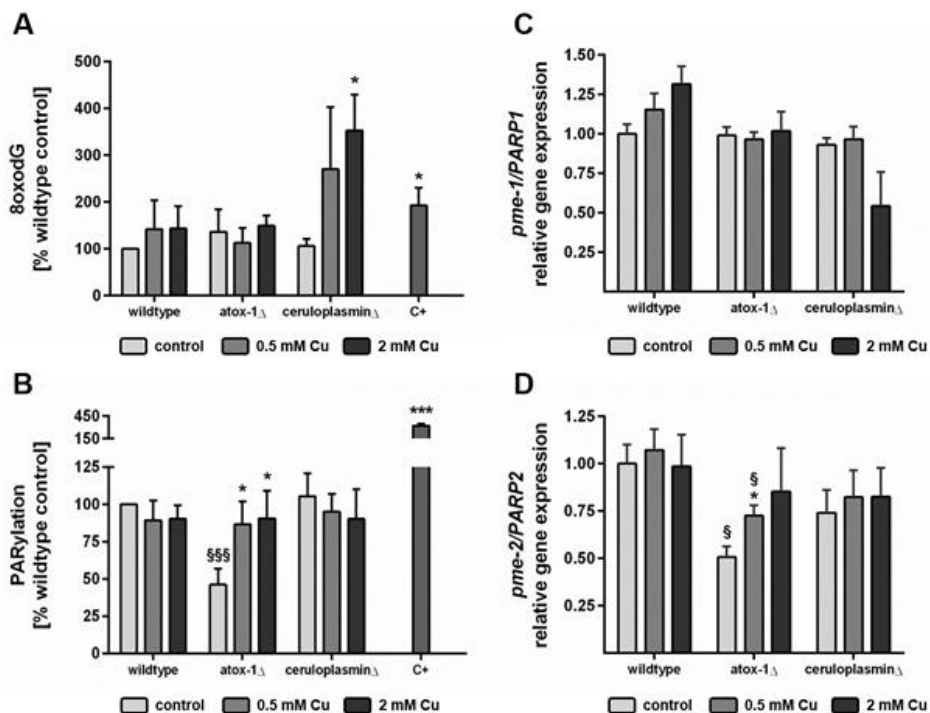 A
8oxodG
[% wildtype control]
500
400
300
200
100
0
*
*
wildtype
atox-1Δ
ceruloplasminΔ
C+
control
0.5 mM Cu
2 mM Cu
B
PARylation
[% wildtype control]
450
150
125
100
75
50
25
0
***
§§§
*
*
wildtype
atox-1Δ
ceruloplasminΔ
C+
control
0.5 mM Cu
2 mM Cu
C
pme-1/PARP1
relative gene expression
1.50
1.25
1.00
0.75
0.50
0.25
wildtype
atox-1Δ
ceruloplasminΔ
control
0.5 mM Cu
2 mM Cu
D
pme-2/PARP2
relative gene expression
1.25
1.00
0.75
0.50
0.25
§
§
*
wildtype
atox-1Δ
ceruloplasminΔ
control
0.5 mM Cu
2 mM Cu